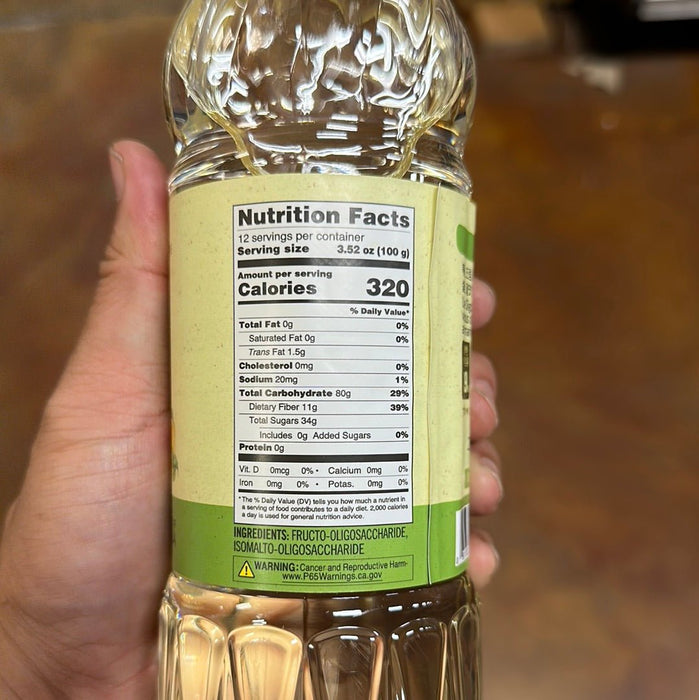 Nutrition Facts
12 servings per container
Serving size 3.52 oz (100 g)
Amount per serving
Calories 320
% Daily Value*
Total Fat 0g 0%
Saturated Fat 0g 0%
Trans Fat 1.5g
Cholesterol 0mg 0%
Sodium 20mg 1%
Total Carbohydrate 80g 29%
Dietary Fiber 11g 39%
Total Sugars 34g
Includes 0g Added Sugars 0%
Protein 0g
Vit. D 0mcg 0% • Calcium 0mg 0%
Iron 0mg 0% • Potas. 0mg 0%
* The % Daily Value (DV) tells you how much a nutrient in
a serving of food contributes to a daily diet. 2,000 calories
a day is used for general nutrition advice.
INGREDIENTS: FRUCTO-OLIGOSACCHARIDE,
ISOMALTO-OLIGOSACCHARIDE
WARNING: Cancer and Reproductive Harm-
www.P65Warnings.ca.gov